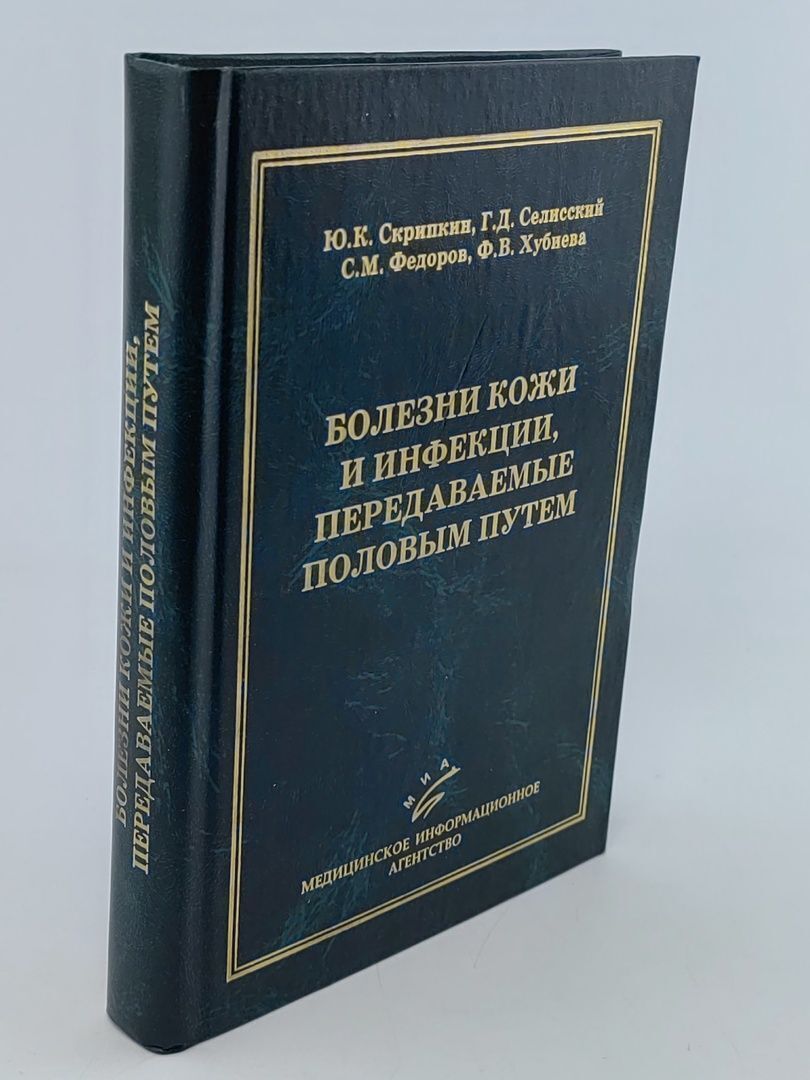 Ю.К. Скрипкин, Г.Д. Селисский
С.М. Федоров, Ф.В. Хубиева
БОЛЕЗНИ КОЖИ
И ИНФЕКЦИИ,
ПЕРЕДАВАЕМЫЕ
ПОЛОВЫМ ПУТЕМ
МИА
МЕДИЦИНСКОЕ ИНФОРМАЦИОННОЕ
АГЕНТСТВО
БОЛЕЗНИ КОЖИ И ИНФЕКЦИИ,
ПЕРЕДАВАЕМЫЕ ПОЛОВЫМ ПУТЕМ